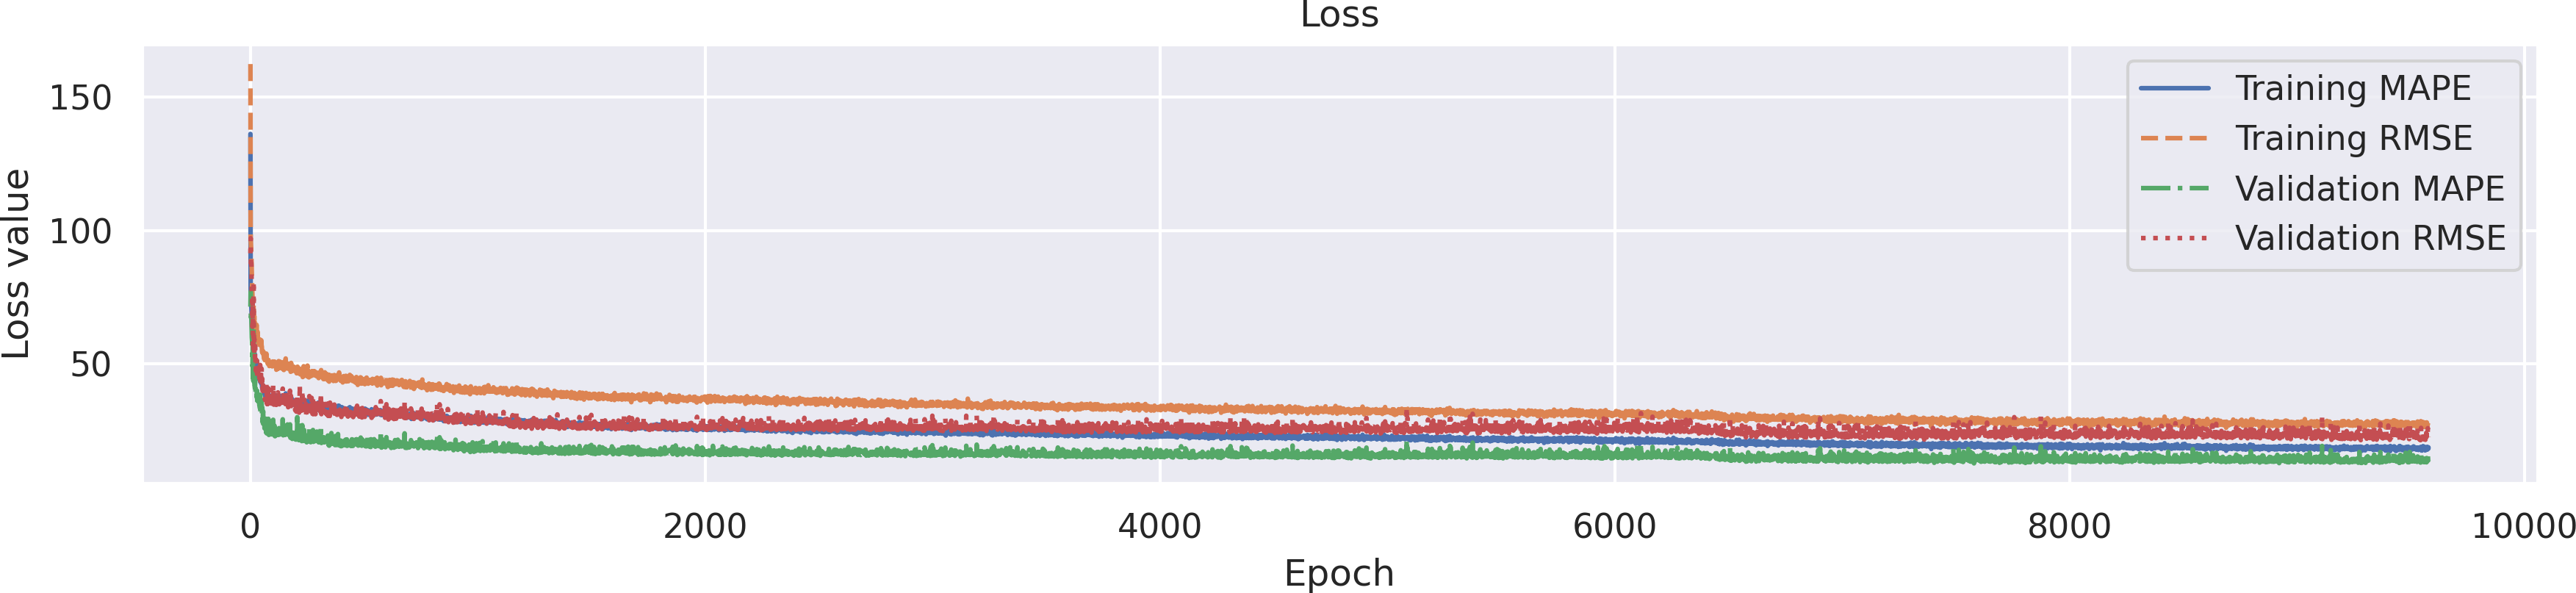 Loss
Loss value
150
100
50
Training MAPE
Training RMSE
Validation MAPE
Validation RMSE
0 2000 4000 6000 8000 10000
Epoch